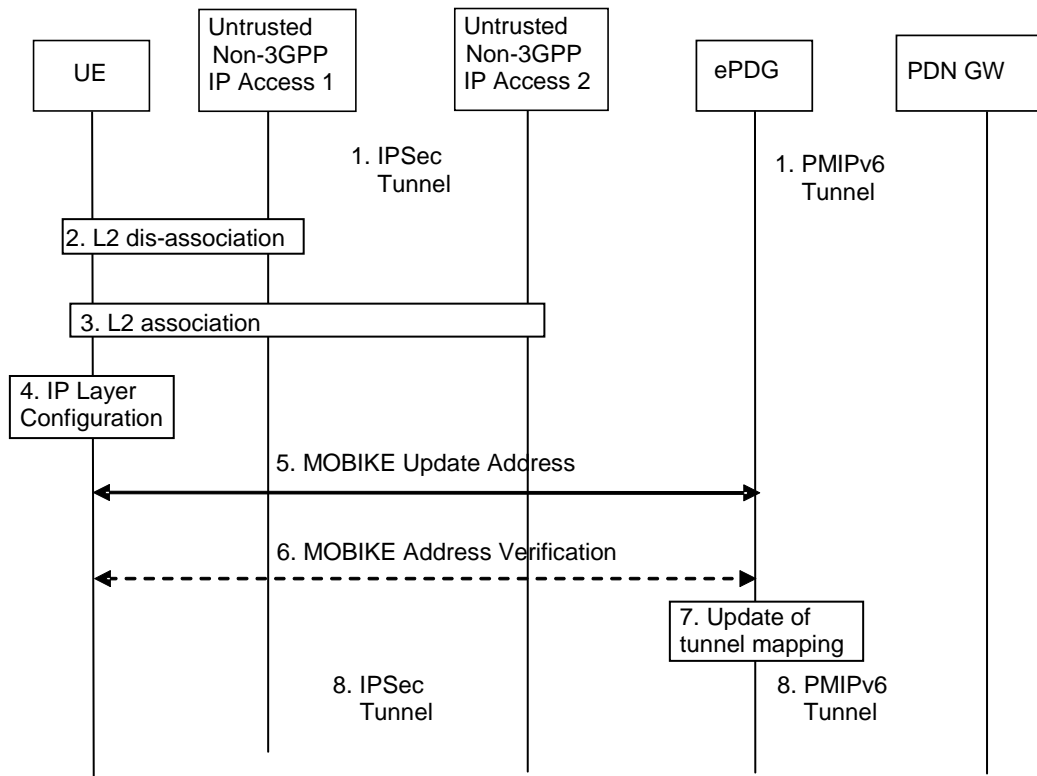 UE
Untrusted
Non-3GPP
IP Access 1
Untrusted
Non-3GPP
IP Access 2
ePDG
PDN GW
1. IPSec
Tunnel
1. PMIPv6
Tunnel
2. L2 dis-association
3. L2 association
4. IP Layer
Configuration
5. MOBIKE Update Address
6. MOBIKE Address Verification
7. Update of
tunnel mapping
8. IPSec
Tunnel
8. PMIPv6
Tunnel